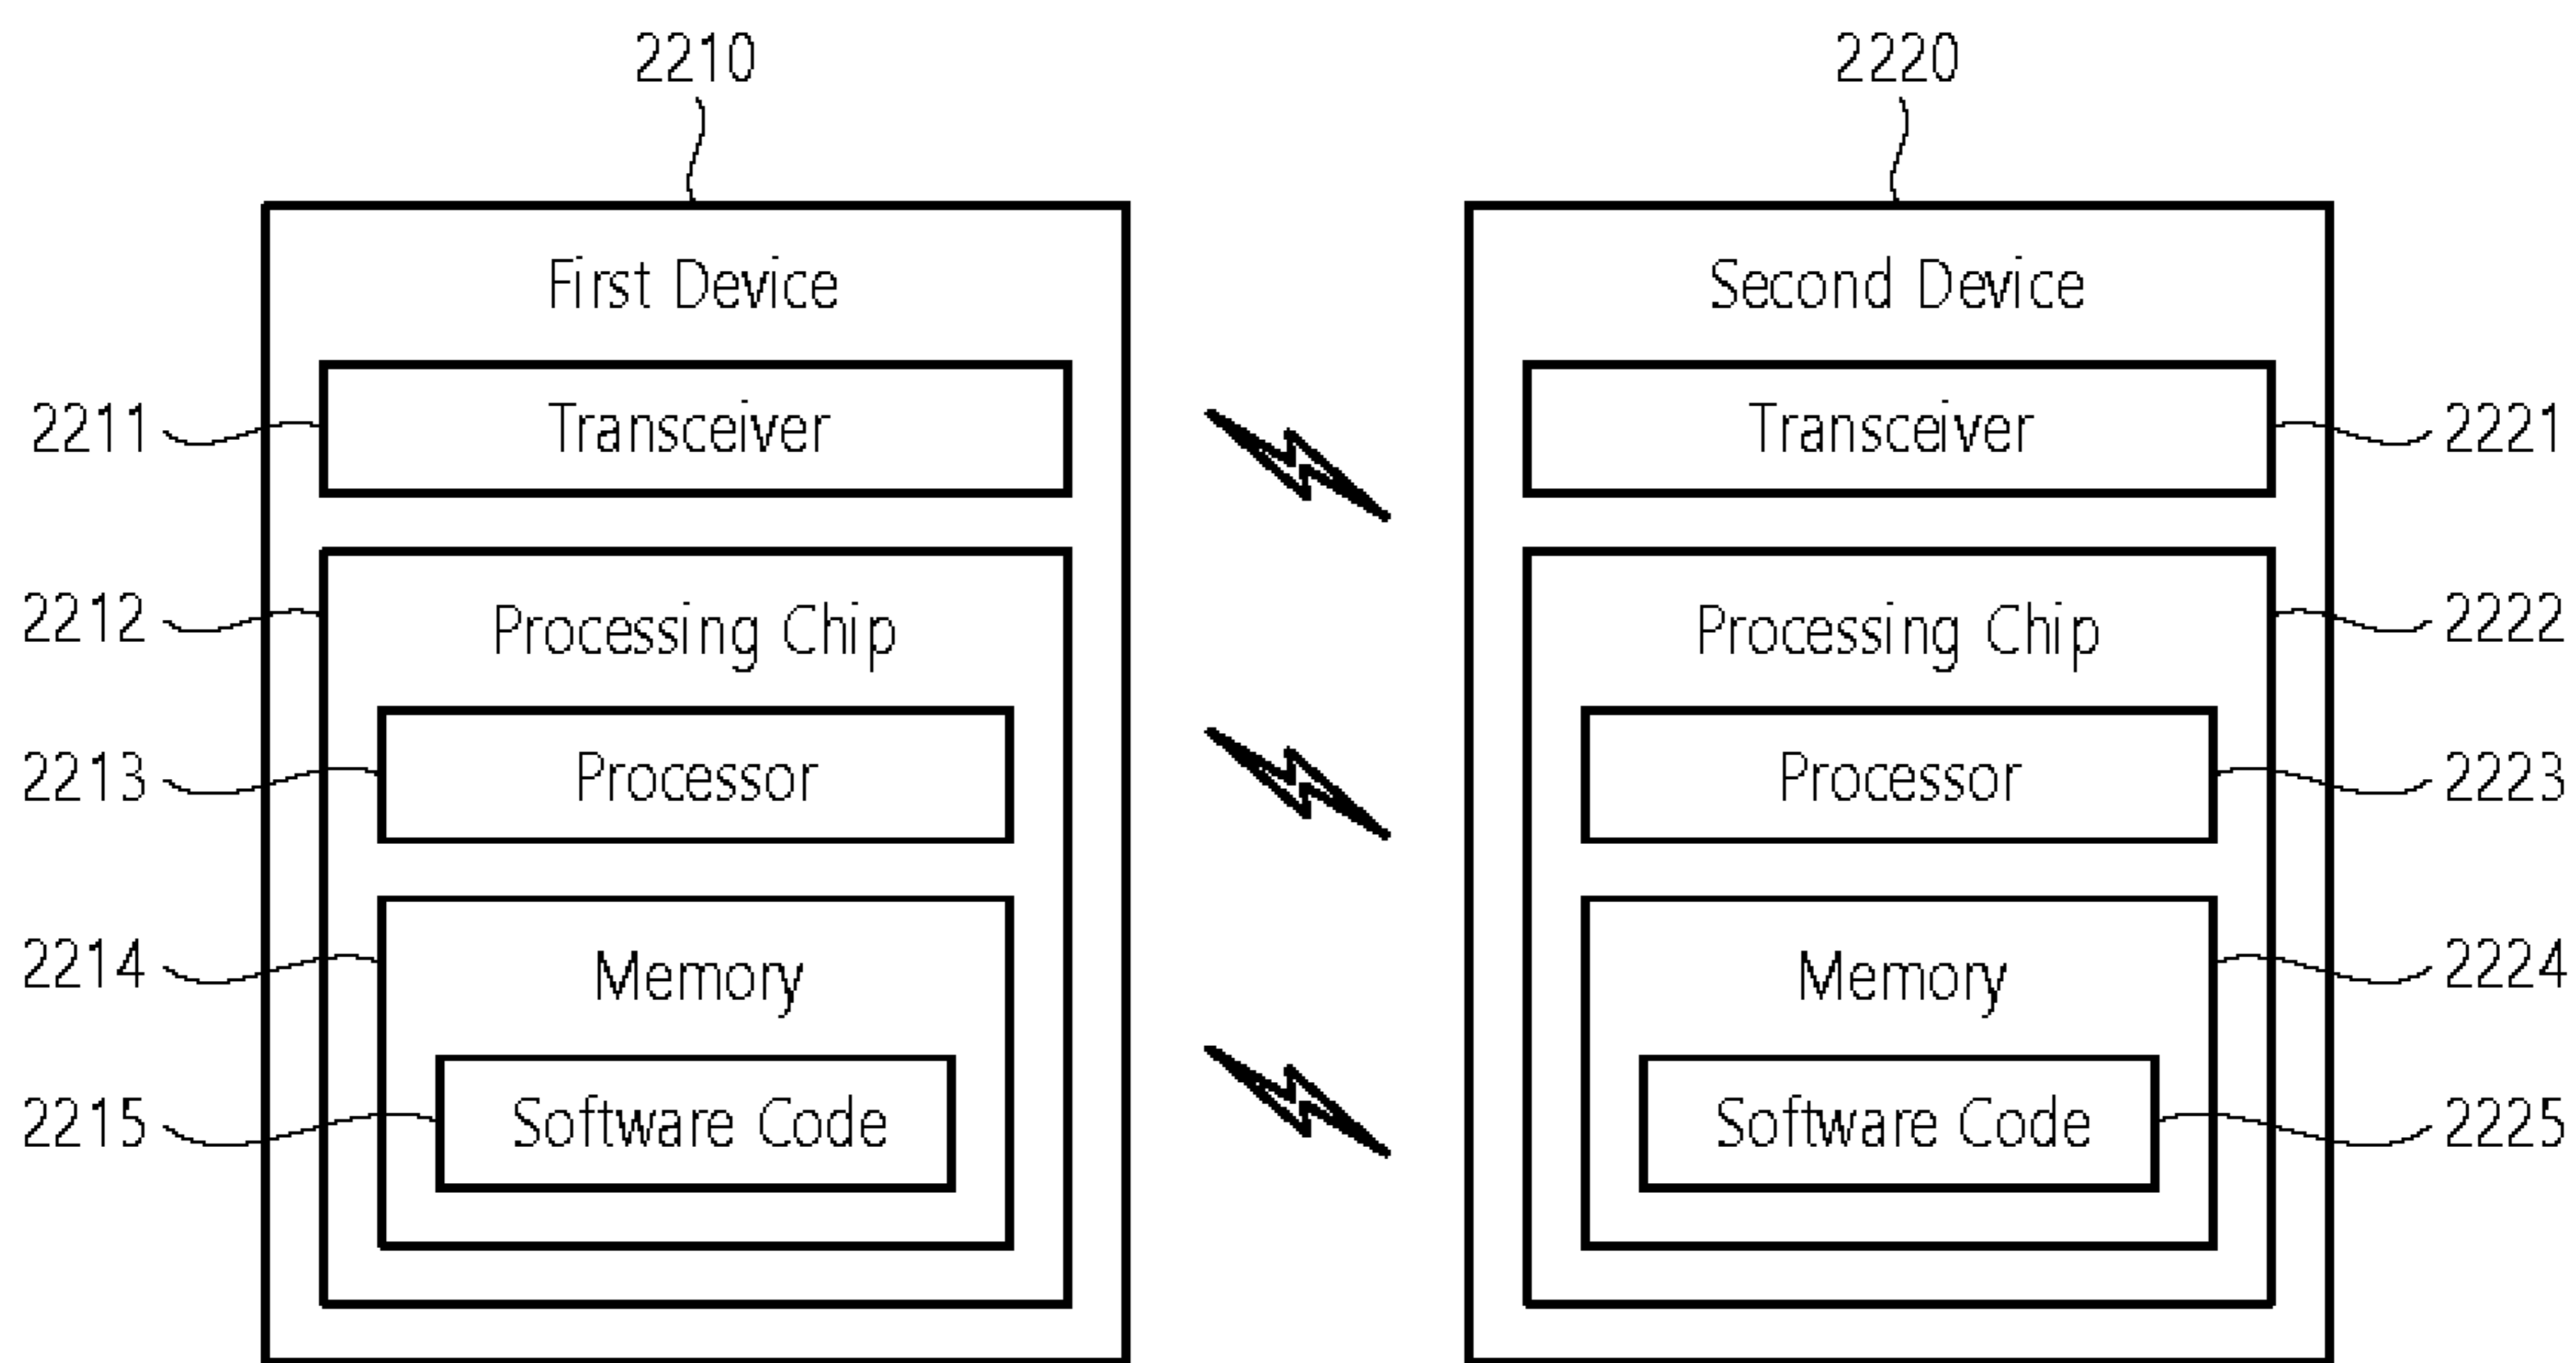 2210
2220
First Device
Second Device
2211
Transceiver
Transceiver
2221
2212
Processing Chip
Processing Chip
2222
2213
Processor
Processor
2223
2214
Memory
Memory
2224
2215
Software Code
Software Code
2225